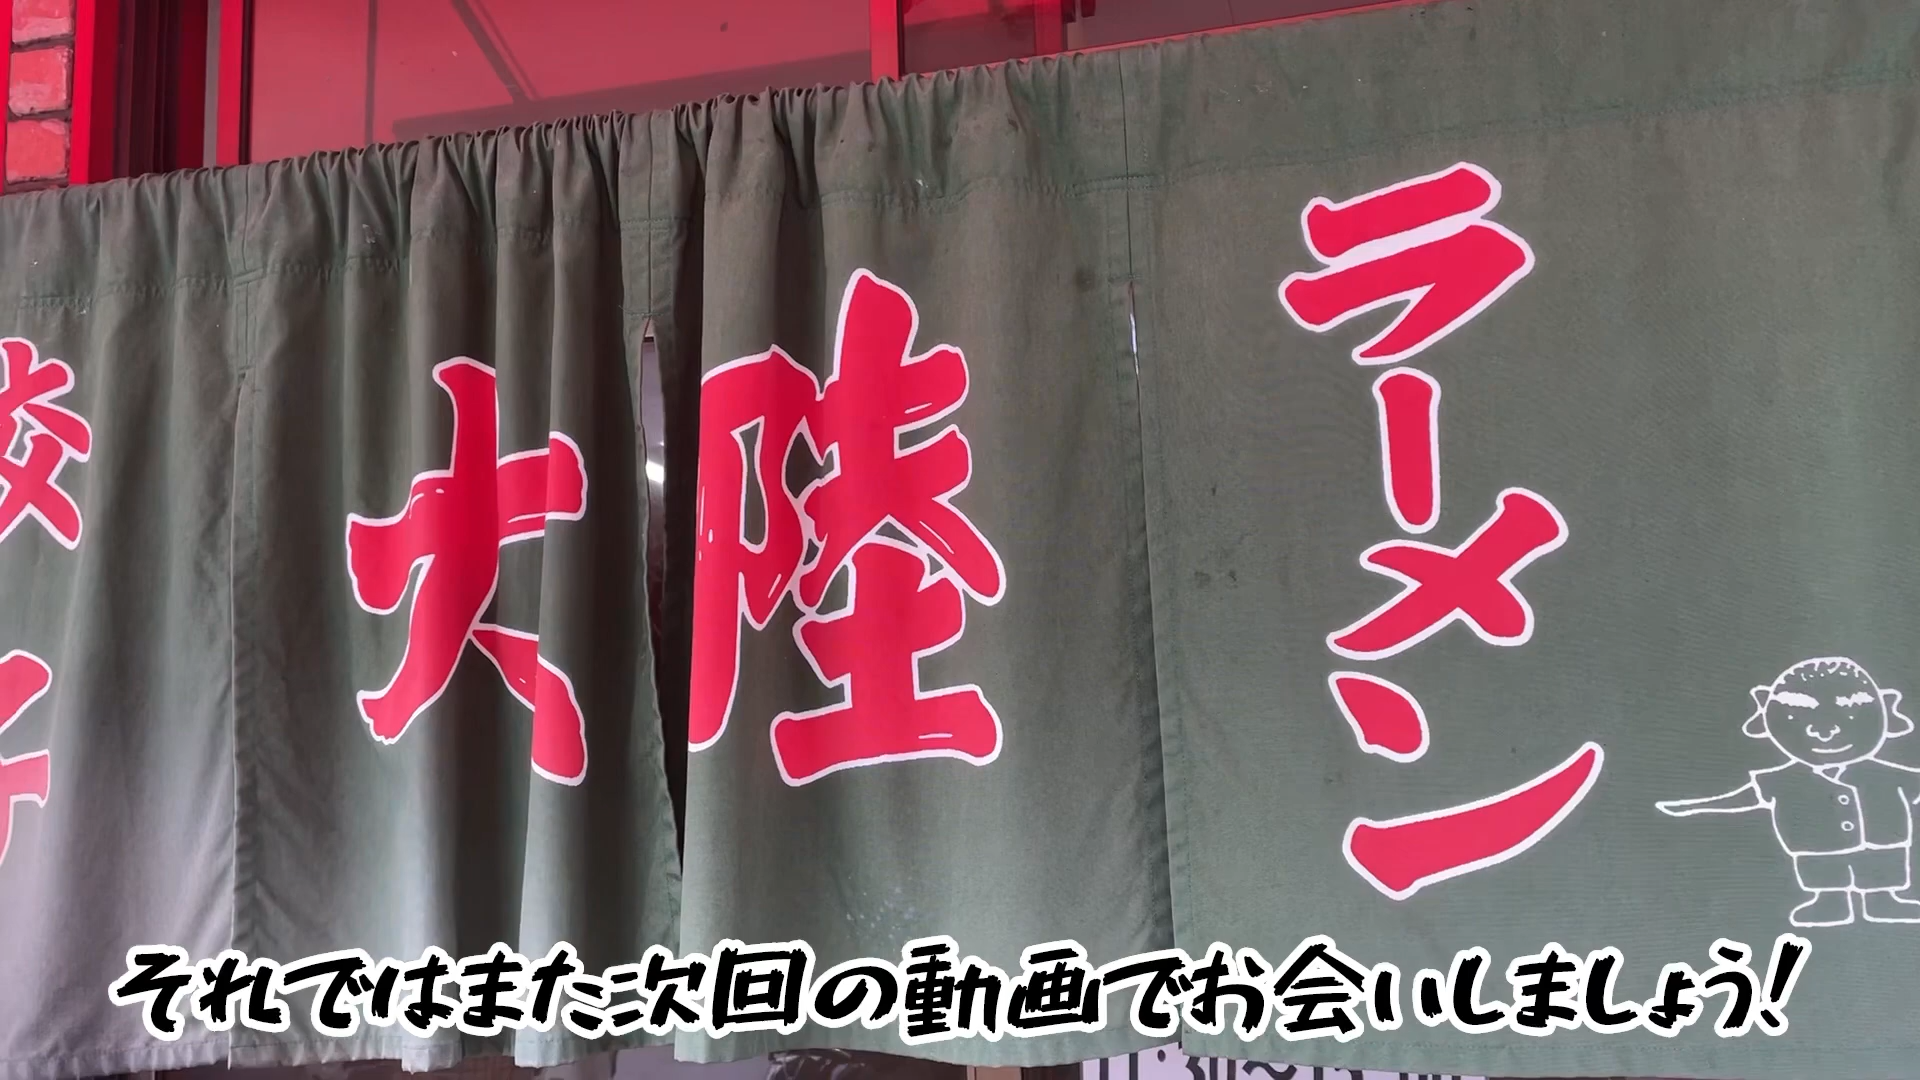 大陸
ラーメン
それではまた次回の動画でお会いしましょう!